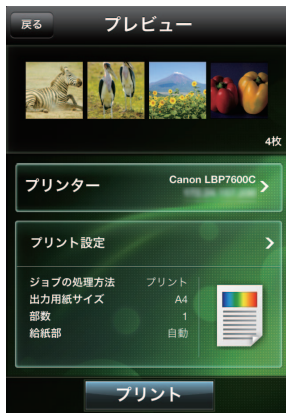 戻る
プレビュー
4枚
プリンター
Canon LBP7600C
プリント設定
ジョブの処理方法 プリント
出力用紙サイズ A4
部数 1
給紙部 自動
プリント